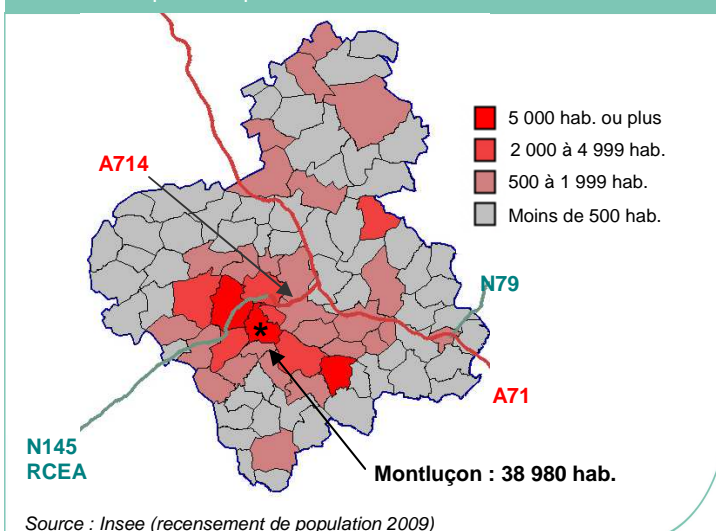 5 000 hab. ou plus
2 000 à 4 999 hab.
500 à 1 999 hab.
Moins de 500 hab.
A714
N79
*
A71
N145
RCEA
Montluçon : 38 980 hab.
Source : Insee (recensement de population 2009)